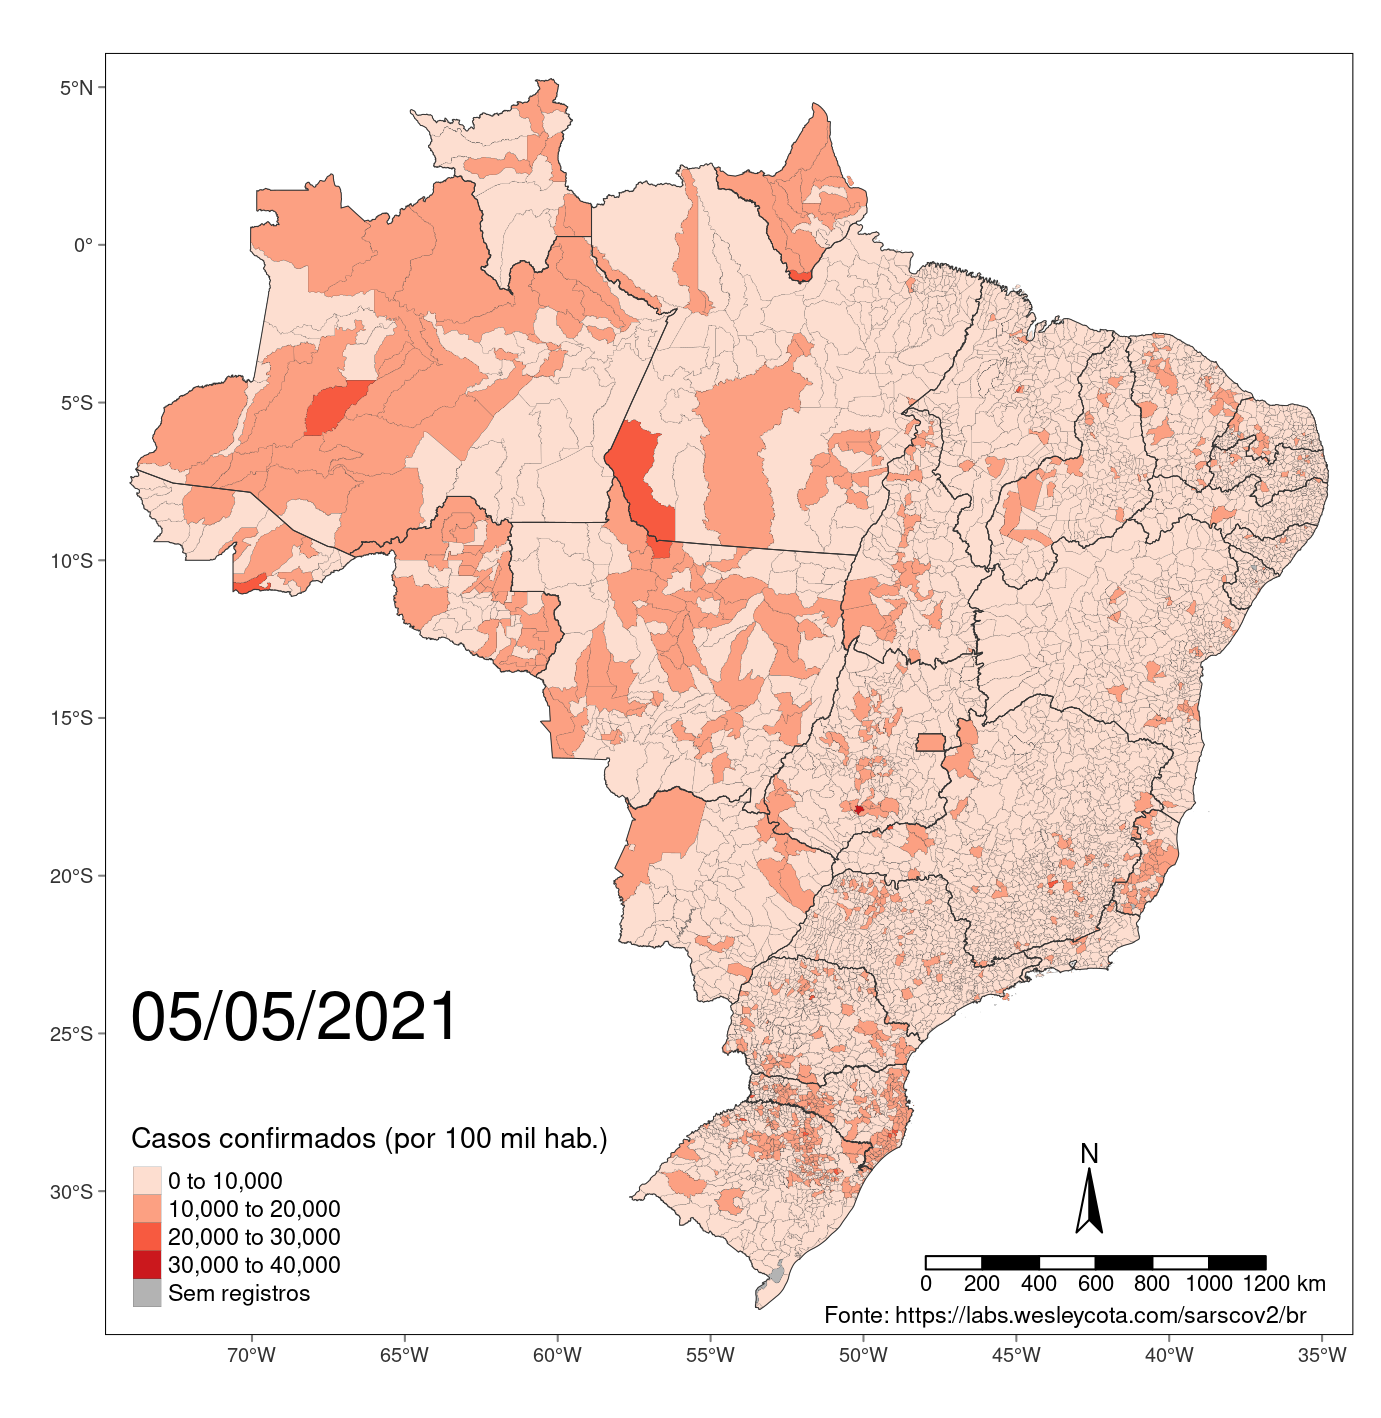 5°N
0°
5°S
10°S
15°S
20°S
25°S
30°S
05/05/2021
Casos confirmados (por 100 mil hab.)
0 to 10,000
10,000 to 20,000
20,000 to 30,000
30,000 to 40,000
Sem registros
N
0 200 400 600 800 1000 1200 km
Fonte: https://labs.wesleycota.com/sarscov2/br
70°W 65°W 60°W 55°W 50°W 45°W 40°W 35°W